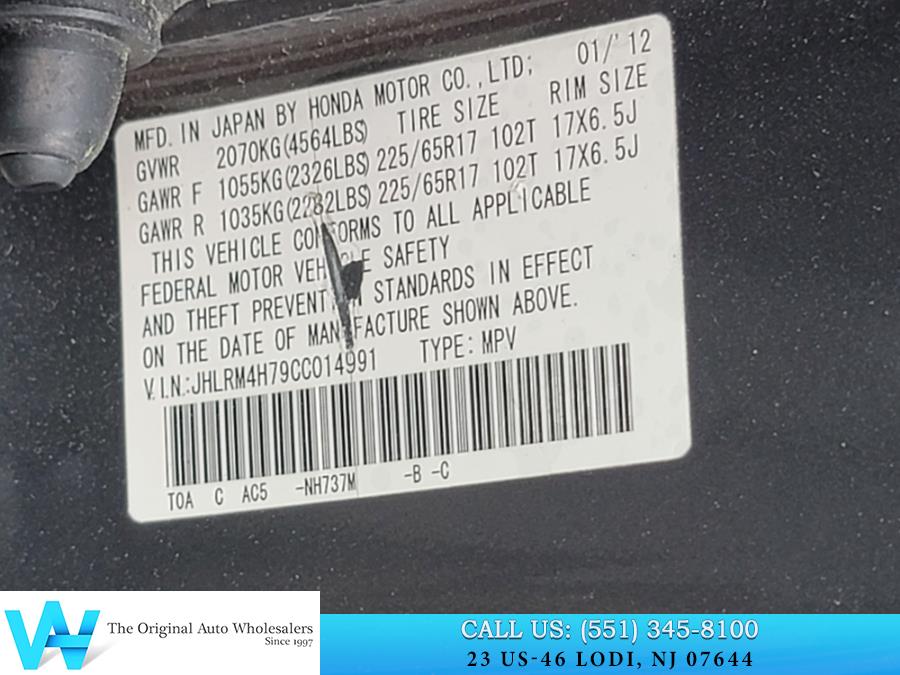 MFD. IN JAPAN BY HONDA MOTOR CO.,LTD; 01/'12
GVWR 2070KG(4564LBS) TIRE SIZE RIM SIZE
GAWR F 1055KG(2326LBS) 225/65R17 102T 17X6.5J
GAWR R 1035KG(2282LBS) 225/65R17 102T 17X6.5J
THIS VEHICLE CONFORMS TO ALL APPLICABLE
FEDERAL MOTOR VEHICLE SAFETY
AND THEFT PREVENTION STANDARDS IN EFFECT
ON THE DATE OF MANUFACTURE SHOWN ABOVE.
V.I.N.:JHLRM4H79CC014991 TYPE:MPV
TOA C AC5 -NH737M -B -C
W
The Original Auto Wholesalers
Since 1997
CALL US: (551) 345-8100
23 US-46 LODI, NJ 07644